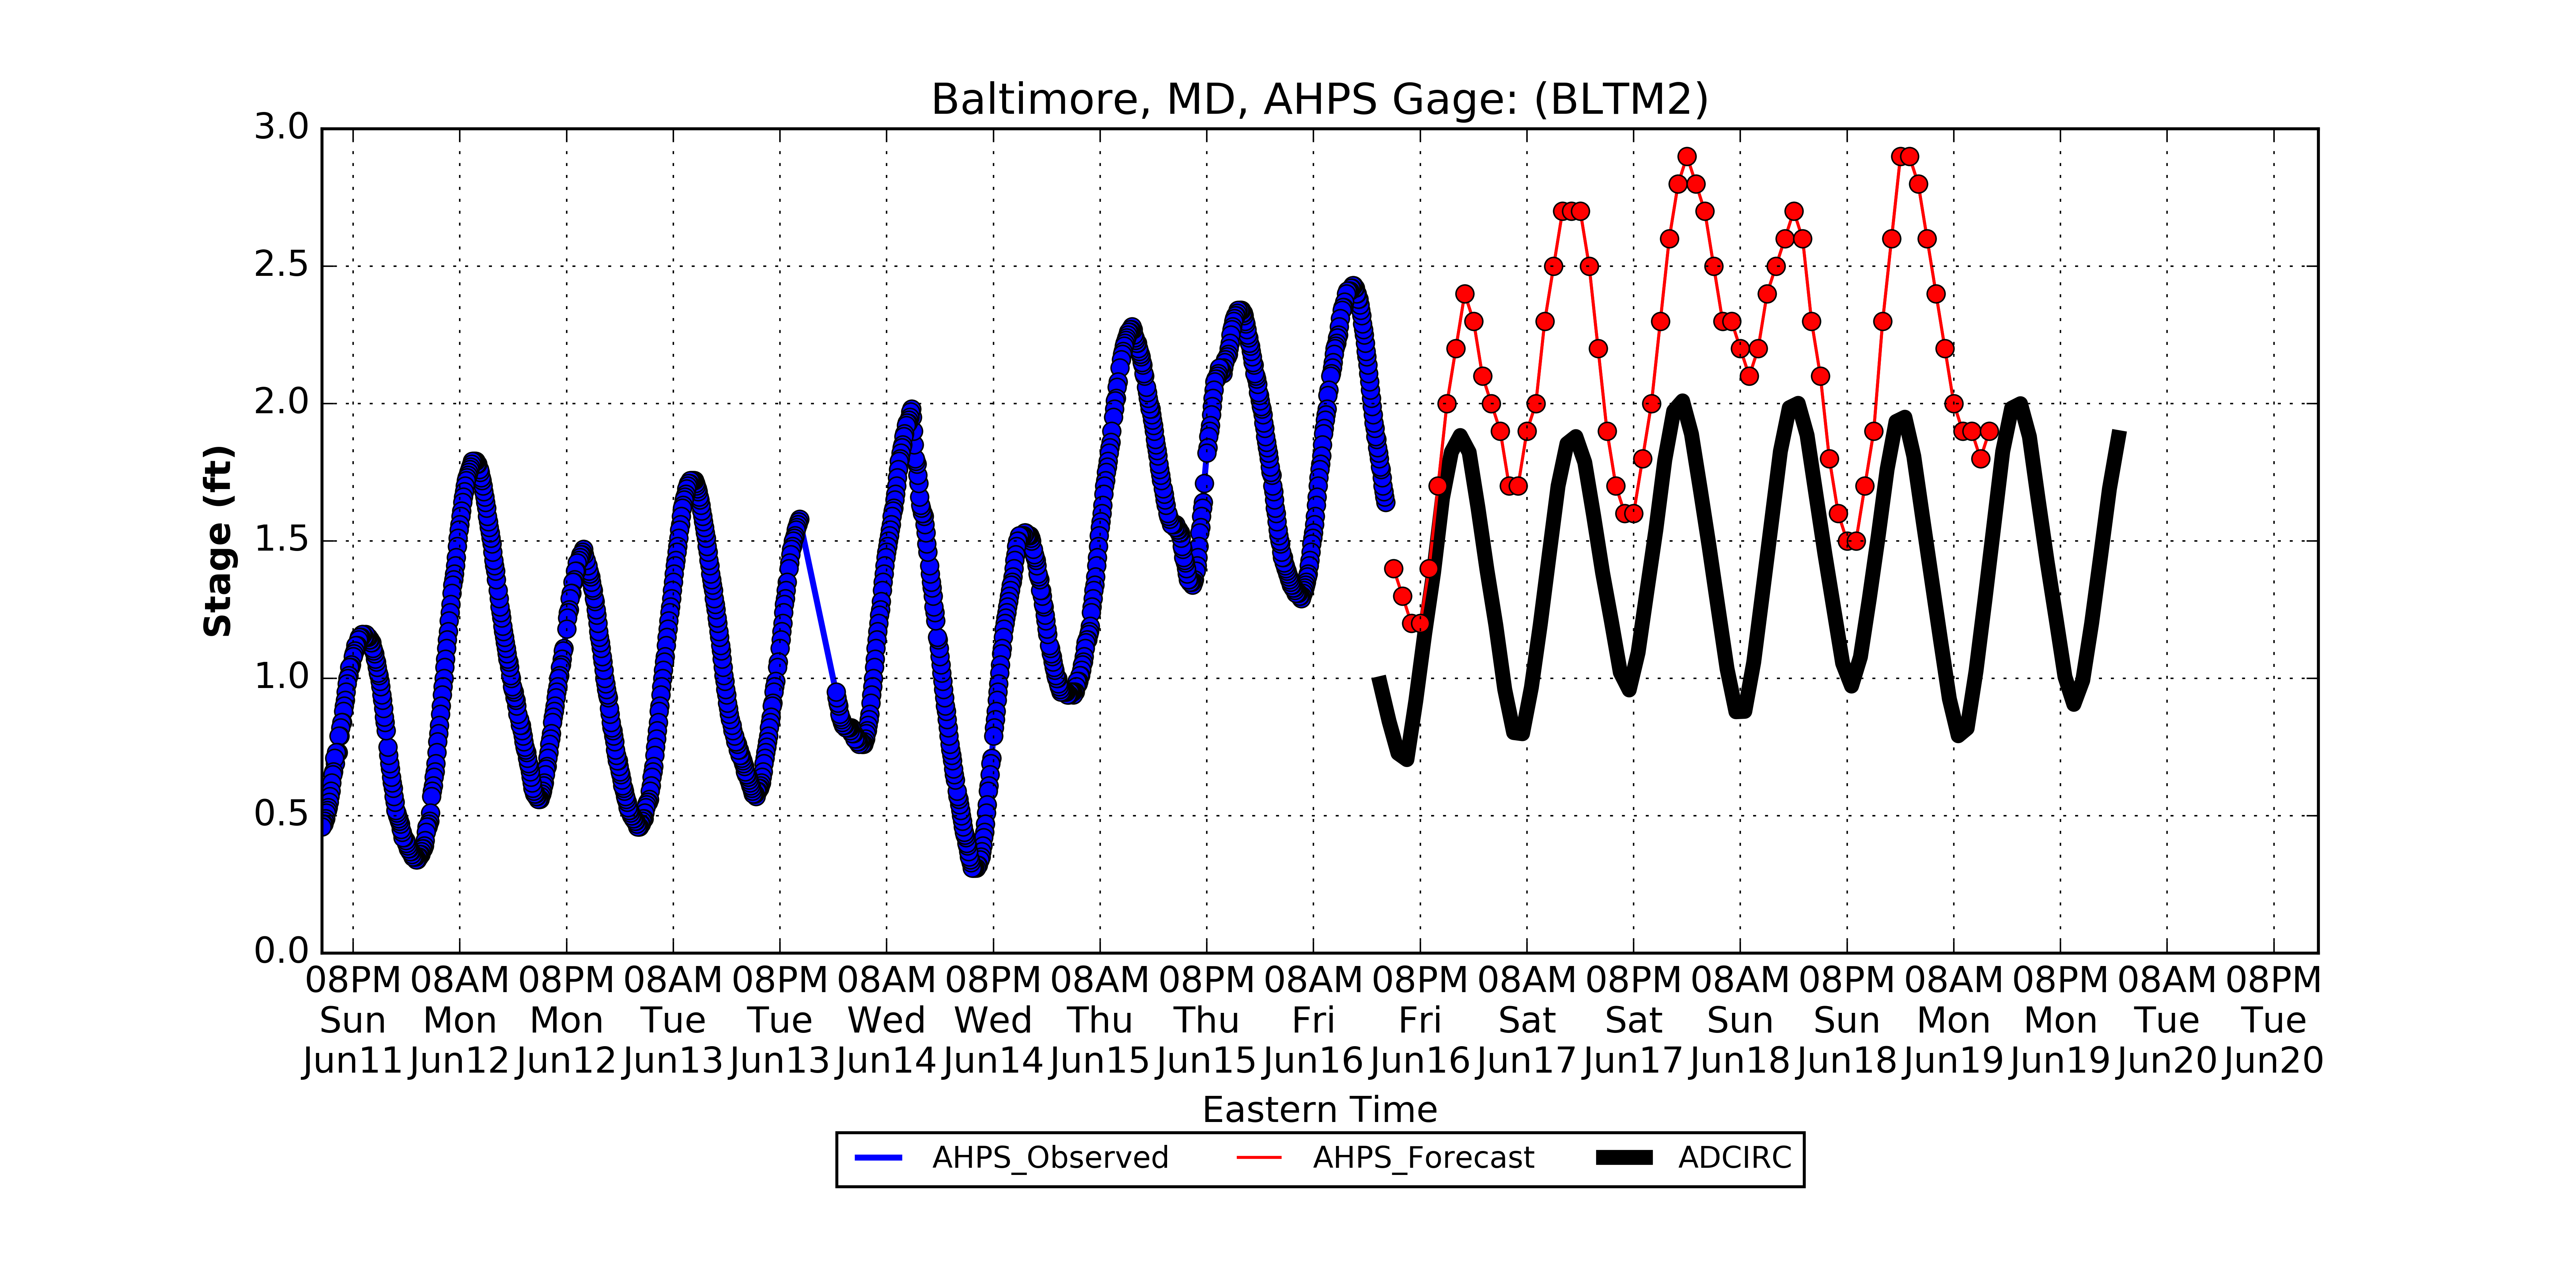 Baltimore, MD, AHPS Gage: (BLTM2)
3.0
2.5
2.0
1.5
1.0
0.5
0.0
Stage (ft)
08PM 08AM 08PM 08AM 08PM 08AM 08PM 08AM 08PM 08AM 08PM 08AM 08PM 08AM 08PM 08AM 08PM 08AM 08PM
Sun Mon Mon Tue Tue Wed Wed Thu Thu Fri Fri Sat Sat Sun Sun Mon Mon Tue Tue
Jun11 Jun12 Jun12 Jun13 Jun13 Jun14 Jun14 Jun15 Jun15 Jun16 Jun16 Jun17 Jun17 Jun18 Jun18 Jun19 Jun19 Jun20 Jun20
Eastern Time
AHPS_Observed AHPS_Forecast ADCIRC